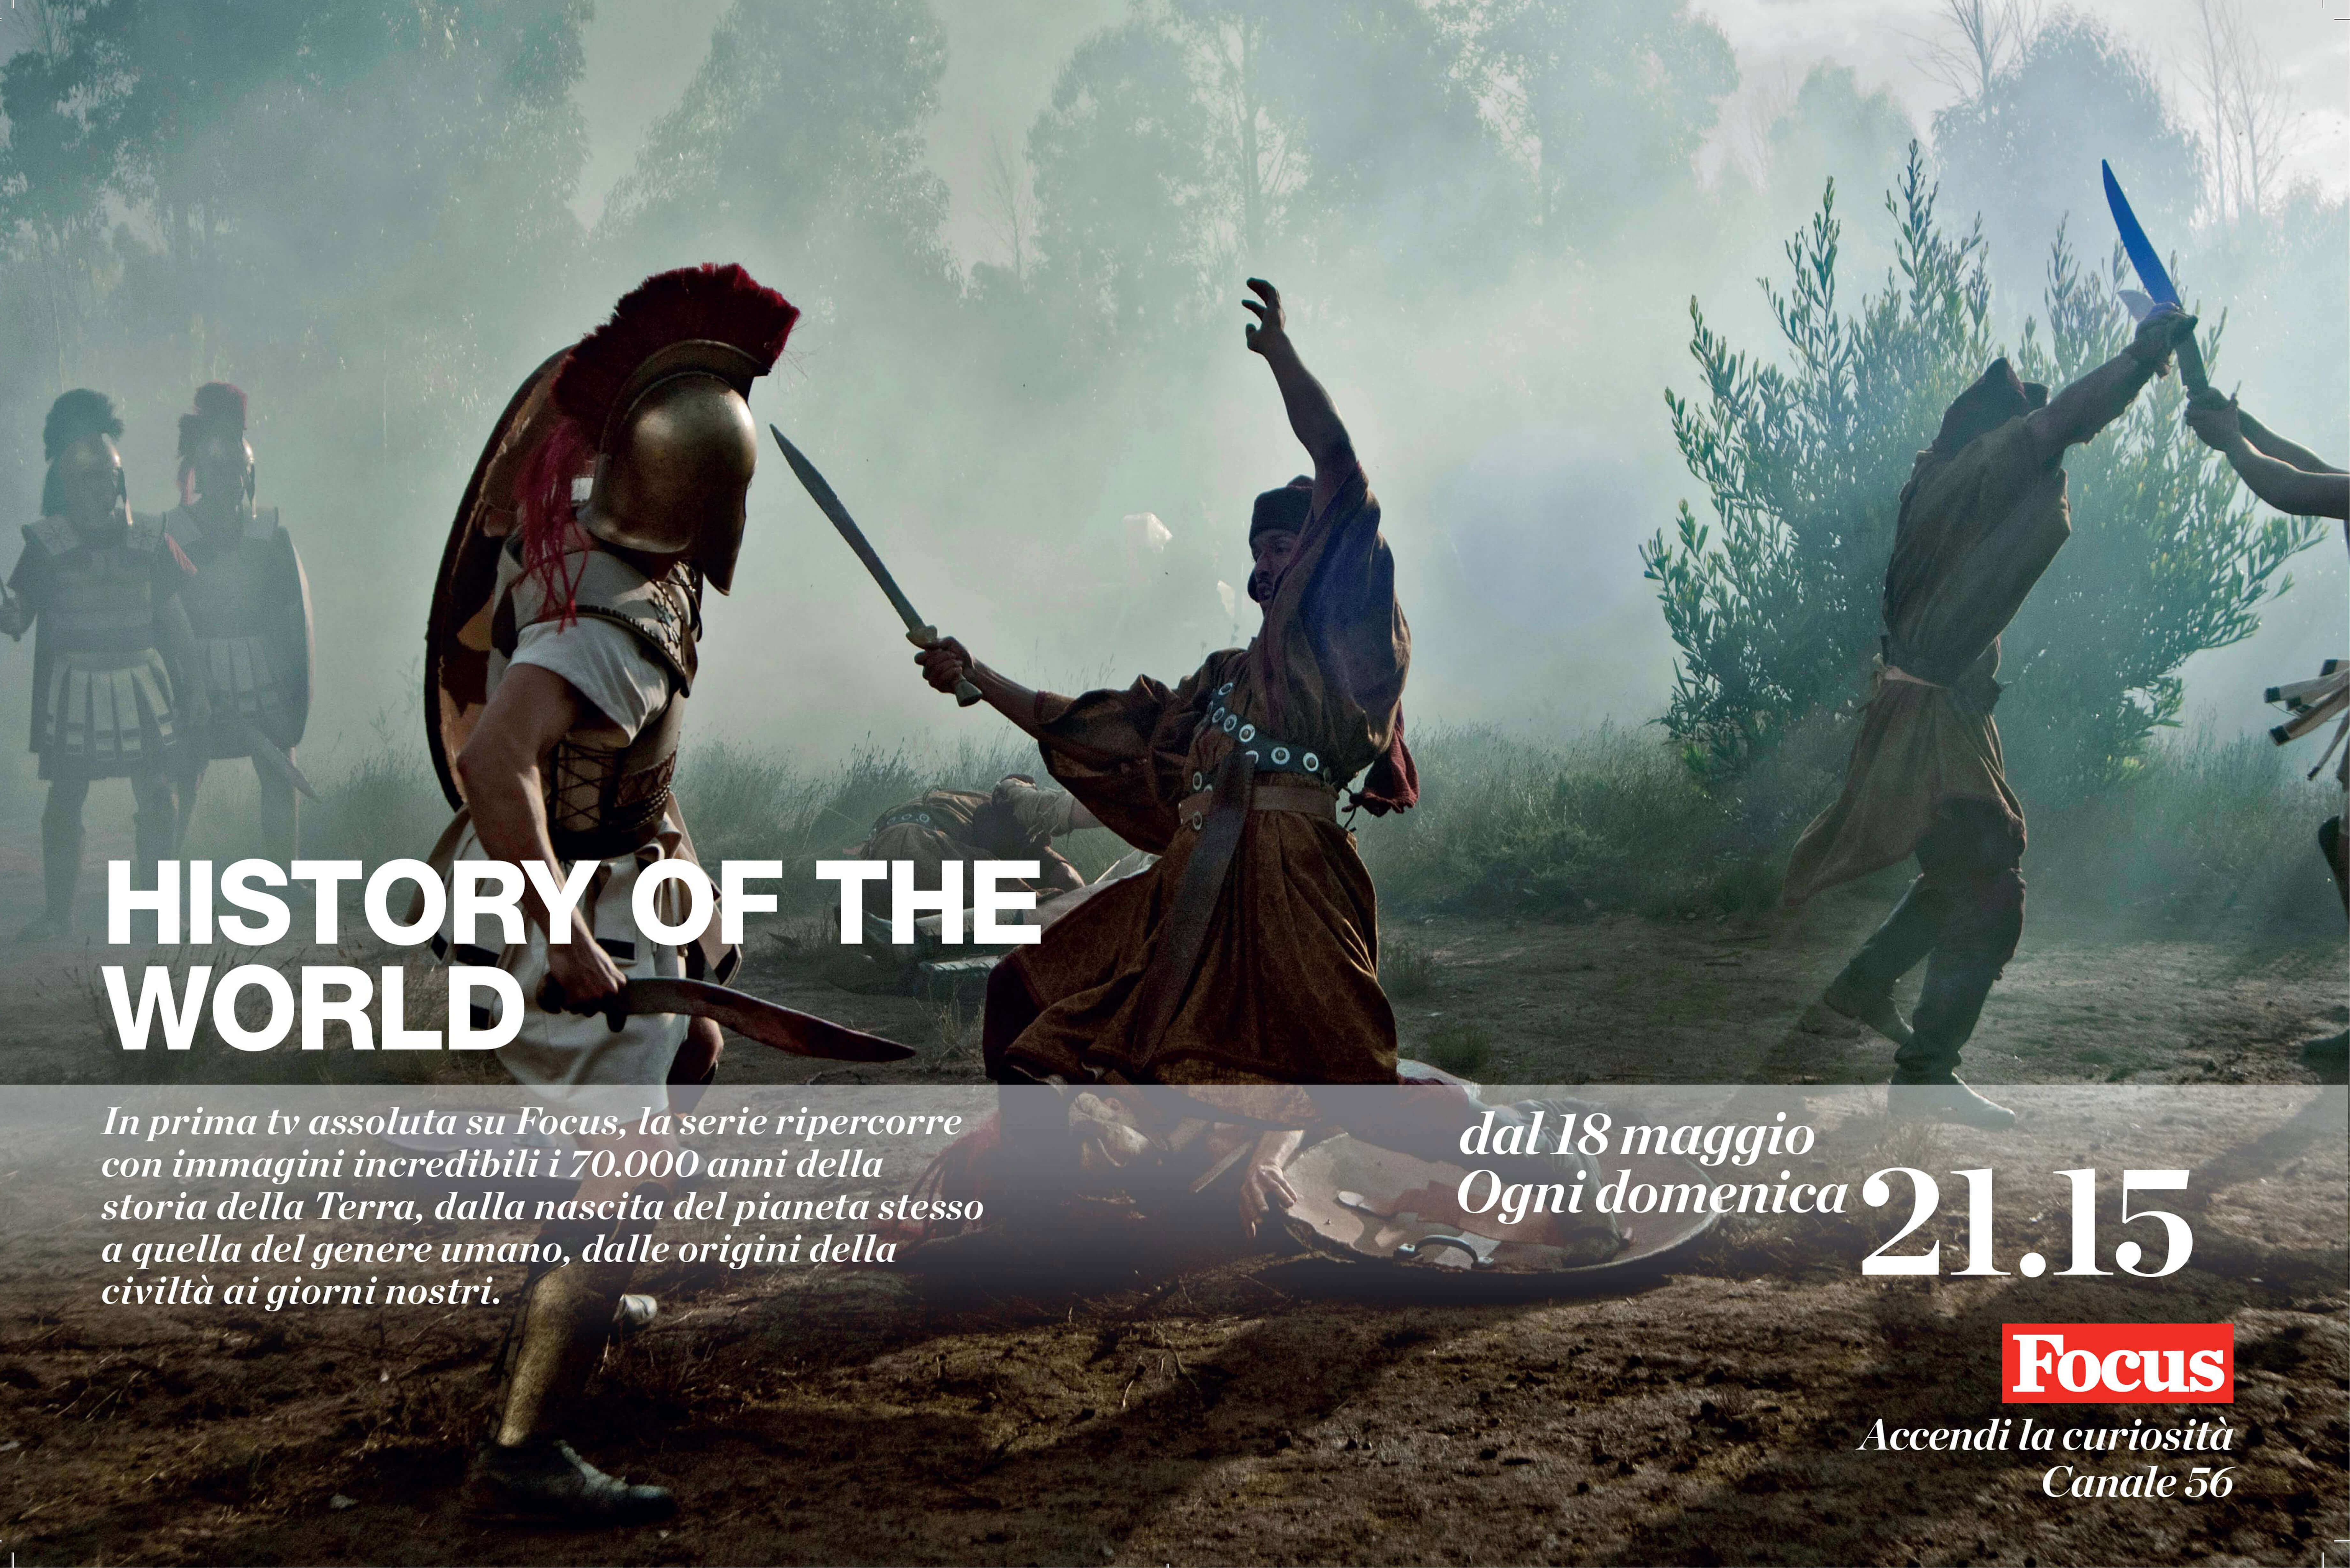 HISTORY OF THE
WORLD
In prima tv assoluta su Focus, la serie ripercorre
con immagini incredibili i 70.000 anni della
storia della Terra, dalla nascita del pianeta stesso
a quella del genere umano, dalle origini della
civiltà ai giorni nostri.
dal 18 maggio
Ogni domenica 21.15
Focus
Accendi la curiosità
Canale 56